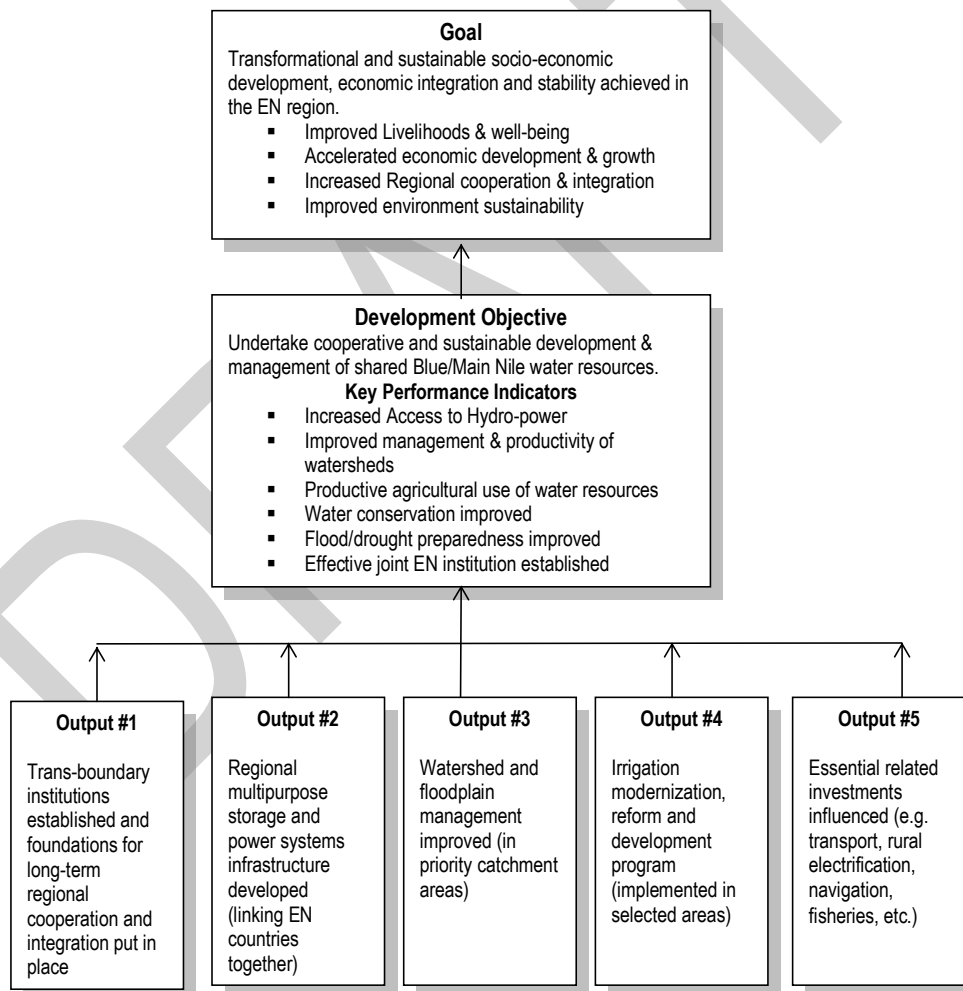 DRAFT
Goal
Transformational and sustainable socio-economic
development, economic integration and stability achieved in
the EN region.
▪ Improved Livelihoods & well-being
▪ Accelerated economic development & growth
▪ Increased Regional cooperation & integration
▪ Improved environment sustainability
Development Objective
Undertake cooperative and sustainable development &
management of shared Blue/Main Nile water resources.
Key Performance Indicators
▪ Increased Access to Hydro-power
▪ Improved management & productivity of
watersheds
▪ Productive agricultural use of water resources
▪ Water conservation improved
▪ Flood/drought preparedness improved
▪ Effective joint EN institution established
Output #1
Trans-boundary
institutions
established and
foundations for
long-term
regional
cooperation and
integration put in
place
Output #2
Regional
multipurpose
storage and
power systems
infrastructure
developed
(linking EN
countries
together)
Output #3
Watershed and
floodplain
management
improved (in
priority catchment
areas)
Output #4
Irrigation
modernization,
reform and
development
program
(implemented in
selected areas)
Output #5
Essential related
investments
influenced (e.g.
transport, rural
electrification,
navigation,
fisheries, etc.)